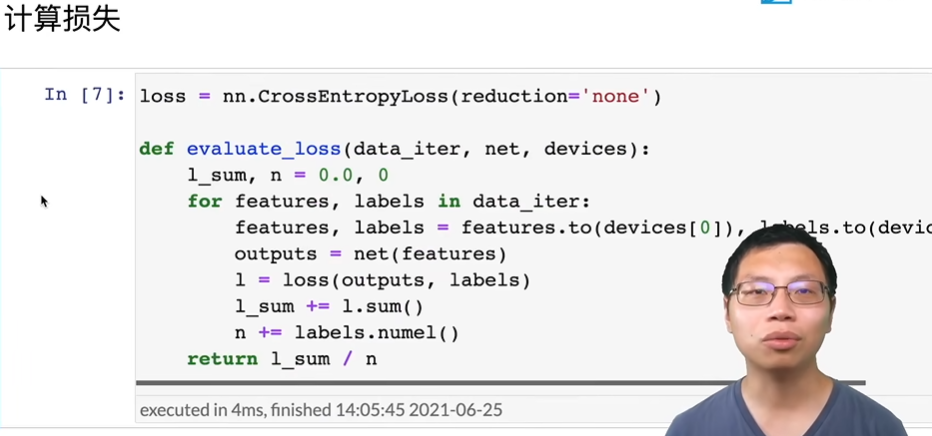 计算损失
In [7]: loss = nn.CrossEntropyLoss(reduction='none')
def evaluate_loss(data_iter, net, devices):
l_sum, n = 0.0, 0
for features, labels in data_iter:
features, labels = features.to(devices[0]), labels.to(devic
outputs = net(features)
l = loss(outputs, labels)
l_sum += l.sum()
n += labels.numel()
return l_sum / n
executed in 4ms, finished 14:05:45 2021-06-25